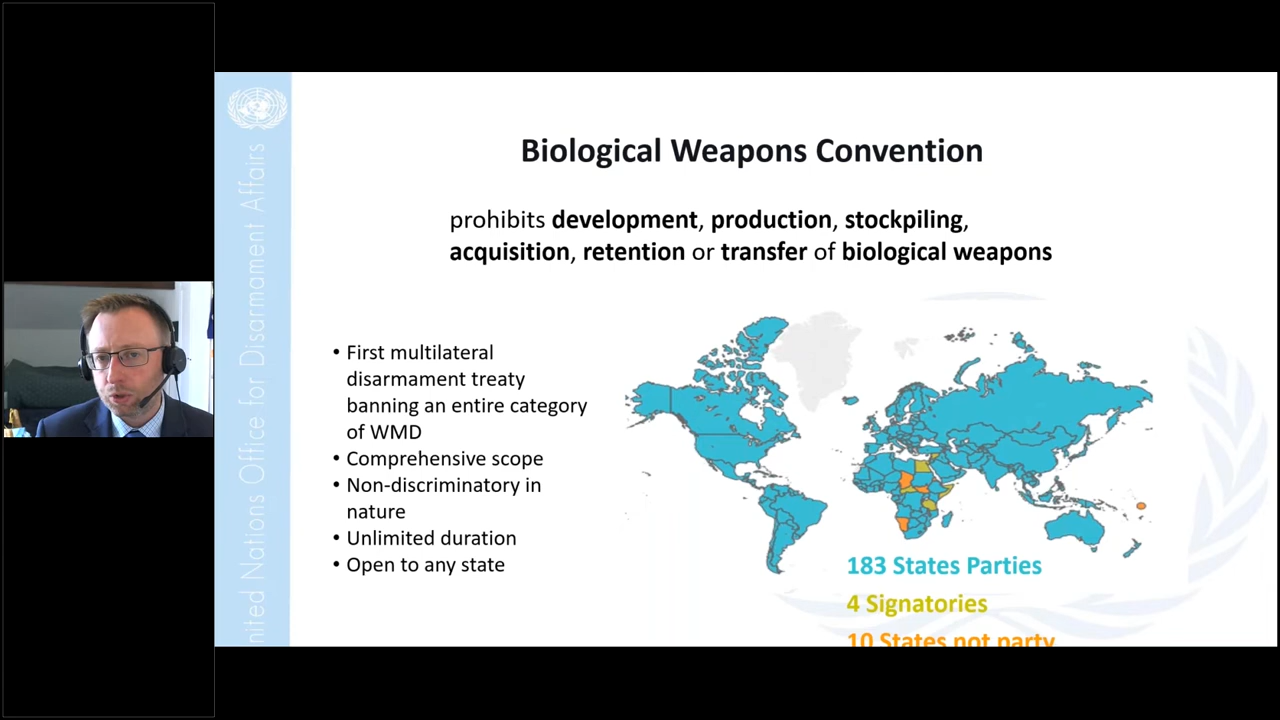 United Nations Office for Disarmament Affairs
Biological Weapons Convention
prohibits development, production, stockpiling,
acquisition, retention or transfer of biological weapons
• First multilateral
disarmament treaty
banning an entire category
of WMD
• Comprehensive scope
• Non-discriminatory in
nature
• Unlimited duration
• Open to any state
183 States Parties
4 Signatories
10 States not party